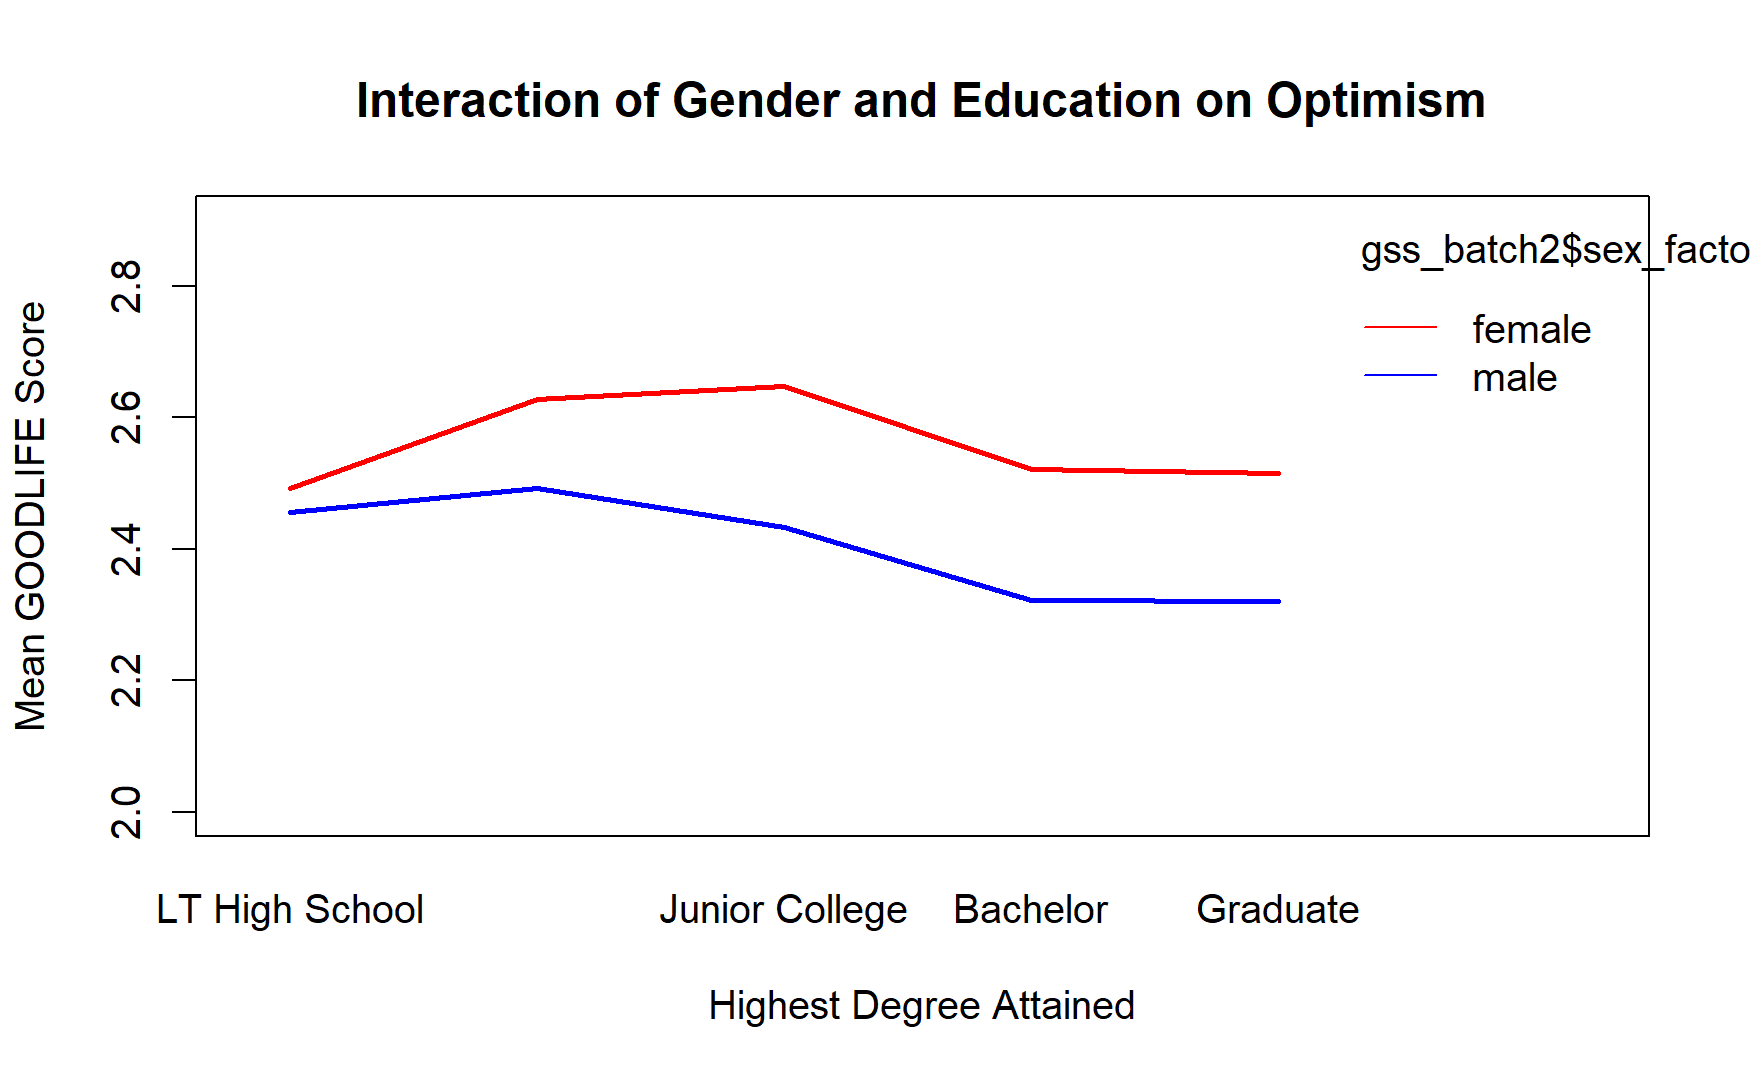 Interaction of Gender and Education on Optimism
gss_batch2$sex_facto
female
male
Mean GOODLIFE Score
2.8
2.6
2.4
2.2
2.0
LT High School
Junior College
Bachelor
Graduate
Highest Degree Attained